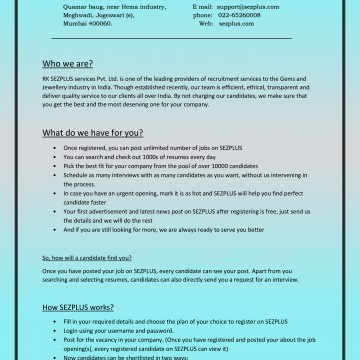 Quamar baug, near Hema industry,
Meghwadi, Jogeswari (e),
Mumbai 400060.
E mail: support@sezplus.com
phone: 022-65260008
Web: sezplus.com
Who we are?
RK SEZPLUS services Pvt. Ltd. is one of the leading providers of recruitment services to the Gems and
Jewellery industry in India. Though established recently, our team is efficient, ethical, transparent and
deliver quality service to our clients all over India. By not charging our candidates, we make sure that
you get the best and the most deserving one for your company.
What do we have for you?
• Once registered, you can post unlimited number of jobs on SEZPLUS
• You can search and check out 1000s of resumes every day
• Pick the best fit for your company from the pool of over 10000 candidates
• Schedule as many interviews with as many candidates as you want, without us intervening in
the process.
• In case you have an urgent opening, mark it is as hot and SEZPLUS will help you find perfect
candidate faster
• Your first advertisement and latest news post on SEZPLUS after registering is free, just send us
the details and we will do the rest
• And if you are still looking for more, we are always ready to serve you better
So, how will a candidate find you?
Once you have posted your job on SEZPLUS, every candidate can see your post. Apart from you
searching and selecting resumes, candidates can also directly send you a request for an interview.
How SEZPLUS works?
• Fill in your required details and choose the plan of your choice to register on SEZPLUS
• Login using your username and password.
• Post for the vacancy in your company. (Once you have registered and posted your about the job
opening(s), every registered candidate on SEZPLUS can view it)
• Now candidates can be shortlisted in two ways: